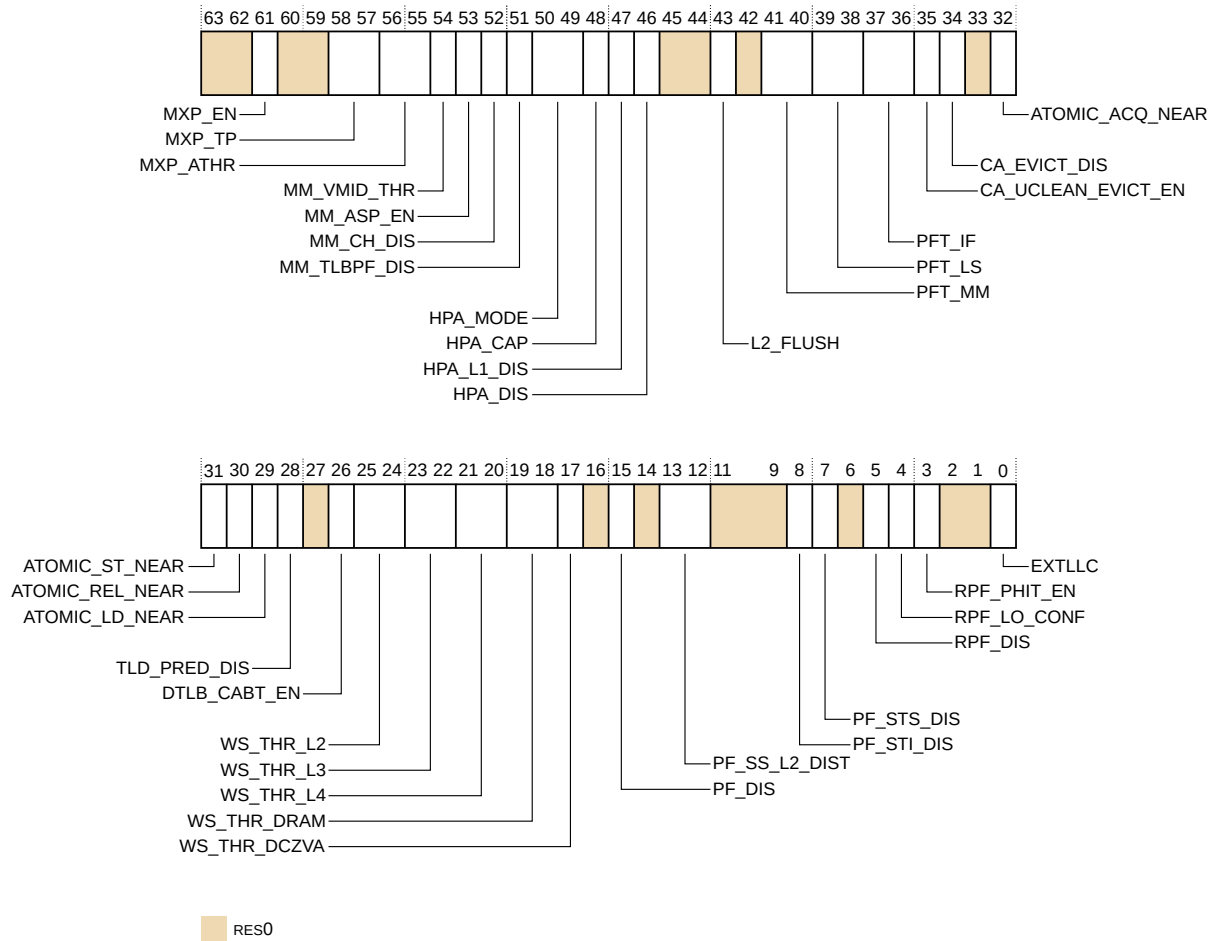 63 62 61 60 59 58 57 56 55 54 53 52 51 50 49 48 47 46 45 44 43 42 41 40 39 38 37 36 35 34 33 32
MXP_EN
ATOMIC_ACQ_NEAR
MXP_TP
MXP_ATHR
CA_EVICT_DIS
MM_VMID_THR
CA_UCLEAN_EVICT_EN
MM_ASP_EN
MM_CH_DIS
PFT_IF
MM_TLBPF_DIS
PFT_LS
PFT_MM
HPA_MODE
HPA_CAP
L2_FLUSH
HPA_L1_DIS
HPA_DIS
31 30 29 28 27 26 25 24 23 22 21 20 19 18 17 16 15 14 13 12 11 9 8 7 6 5 4 3 2 1 0
ATOMIC_ST_NEAR
EXTLLC
ATOMIC_REL_NEAR
RPF_PHIT_EN
ATOMIC_LD_NEAR
RPF_LO_CONF
RPF_DIS
TLD_PRED_DIS
DTLB_CABT_EN
PF_STS_DIS
WS_THR_L2
PF_STI_DIS
PF_SS_L2_DIST
WS_THR_L3
PF_DIS
WS_THR_L4
WS_THR_DRAM
WS_THR_DCZVA
RES0